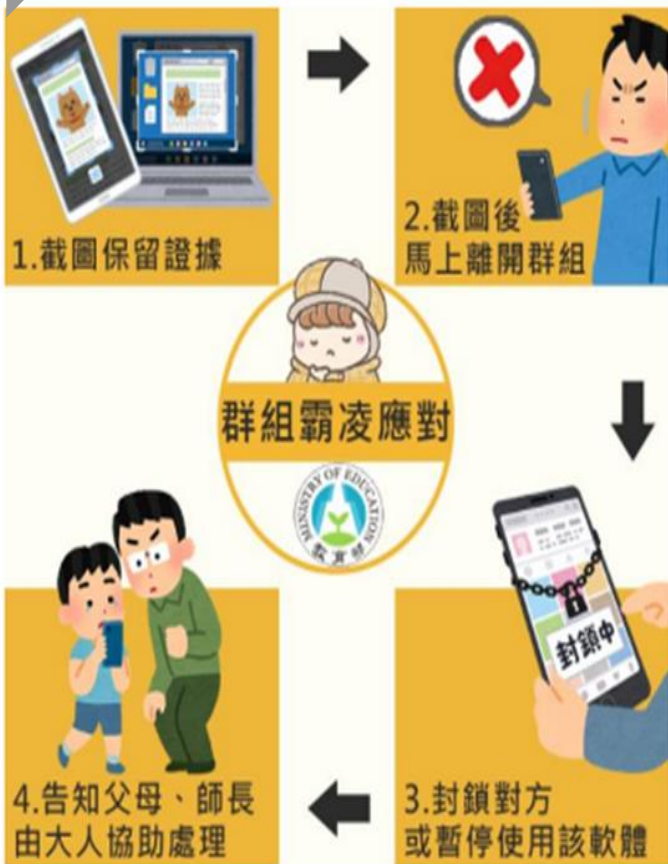 1.截圖保留證據
2.截圖後
馬上離開群組
群組霸凌應對
MINISTRY OF EDUCATION
教育部
封鎖中
3.封鎖對方
或暫停使用該軟體
4.告知父母、師長
由大人協助處理